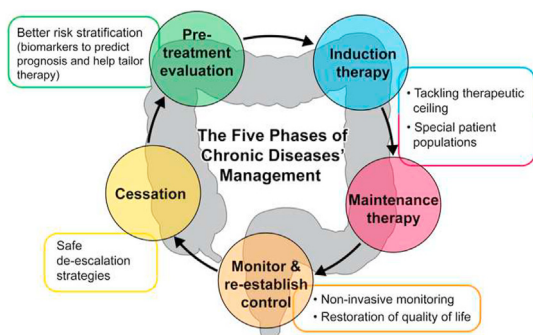 Better risk stratification
(biomarkers to predict
prognosis and help tailor
therapy)
Pre-
treatment
evaluation
Induction
therapy
• Tackling therapeutic
ceiling
• Special patient
populations
The Five Phases of
Chronic Diseases'
Management
Cessation
Maintenance
therapy
Safe
de-escalation
strategies
Monitor &
re-establish
control
• Non-invasive monitoring
• Restoration of quality of life